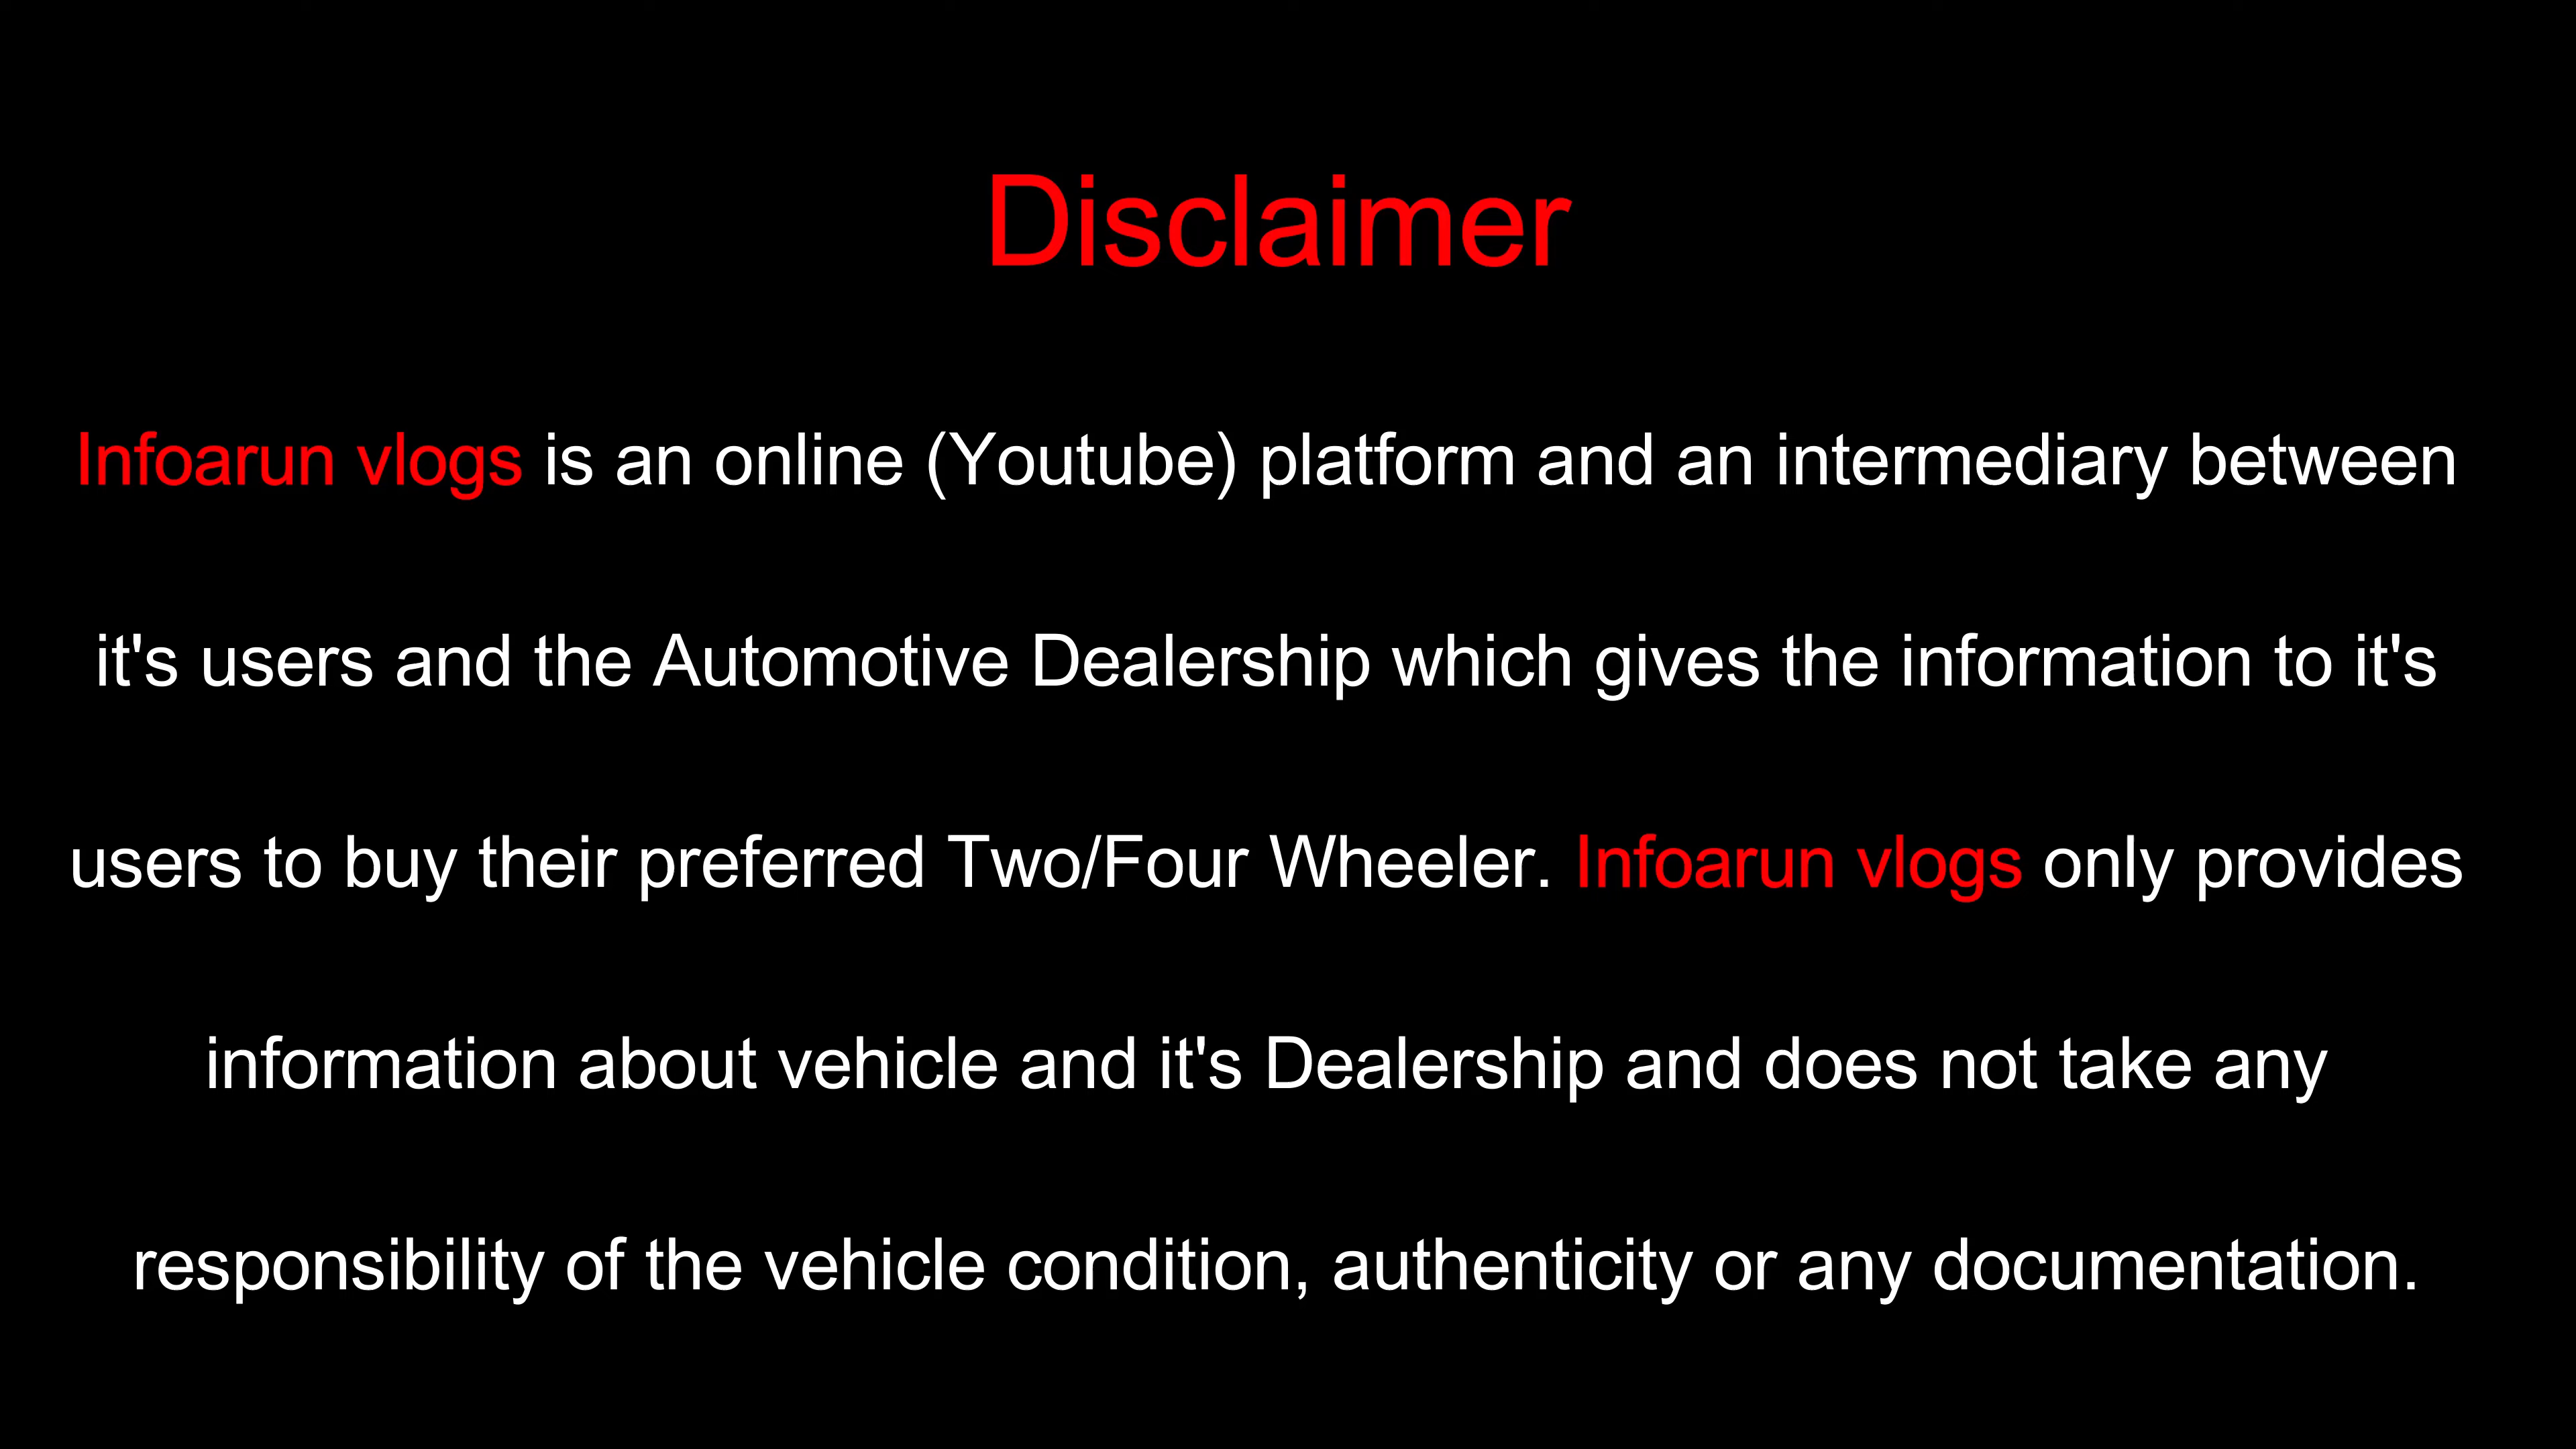 Disclaimer
Infoarun vlogs is an online (Youtube) platform and an intermediary between
it's users and the Automotive Dealership which gives the information to it's
users to buy their preferred Two/Four Wheeler. Infoarun vlogs only provides
information about vehicle and it's Dealership and does not take any
responsibility of the vehicle condition, authenticity or any documentation.